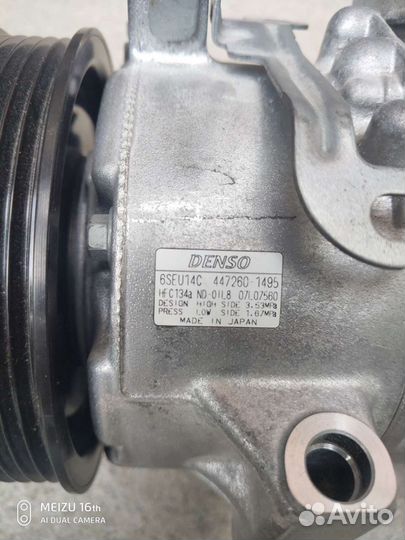 DENSO
6SEU14C 447260-1495
HFC134a ND-OIL8 07L07560
DESIGN HIGH SIDE 3.53MPa
PRESS LOW SIDE 1.67MPa
MADE IN JAPAN
MEIZU 16th
AI DUAL CAMERA
Avito